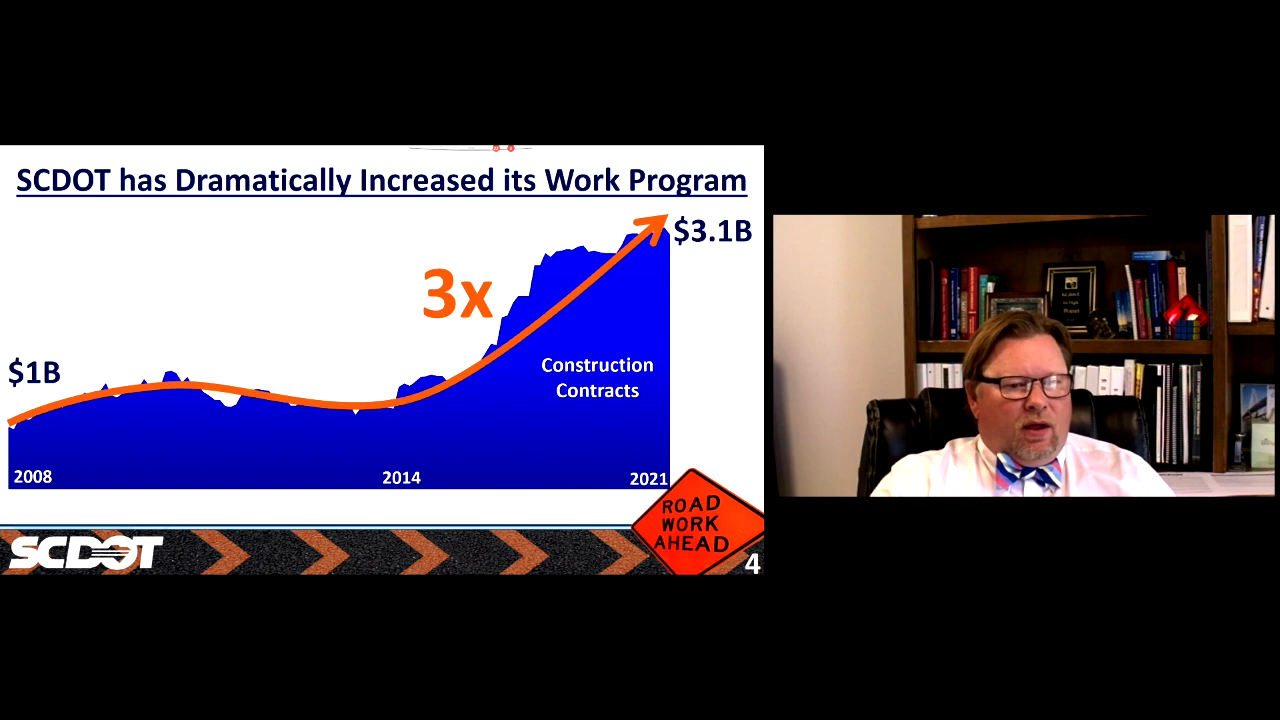 SCDOT has Dramatically Increased its Work Program
$3.1B
3x
$1B
Construction
Contracts
2008
2014
2021
ROAD
WORK
AHEAD
SCDOT
4